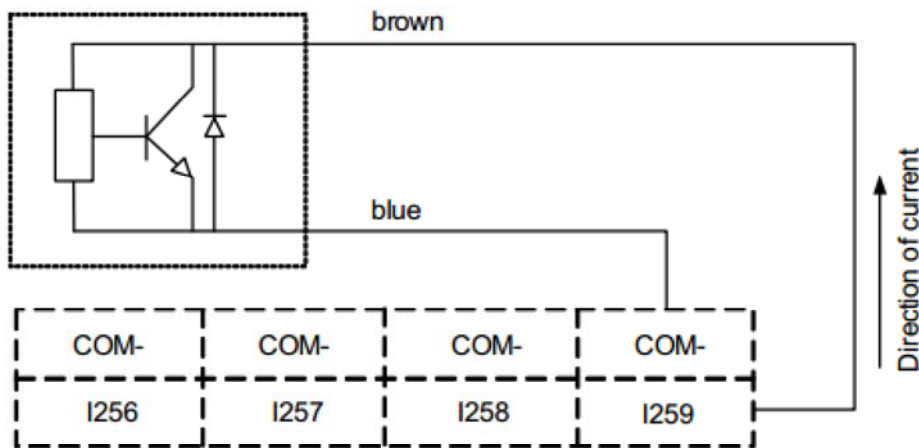 brown
blue
Direction of current
COM- COM- COM- COM-
I256 I257 I258 I259